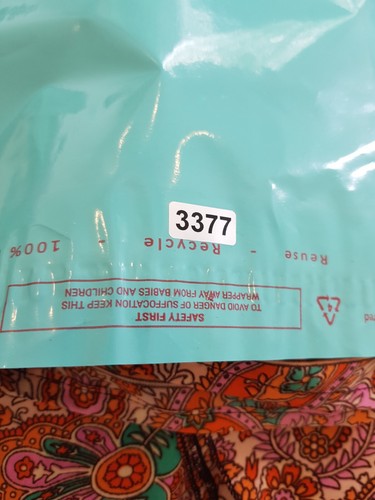 3377
Reuse - Recycle - 100%
SAFETY FIRST
TO AVOID DANGER OF SUFFOCATION KEEP THIS
WRAPPER AWAY FROM BABIES AND CHILDREN
4